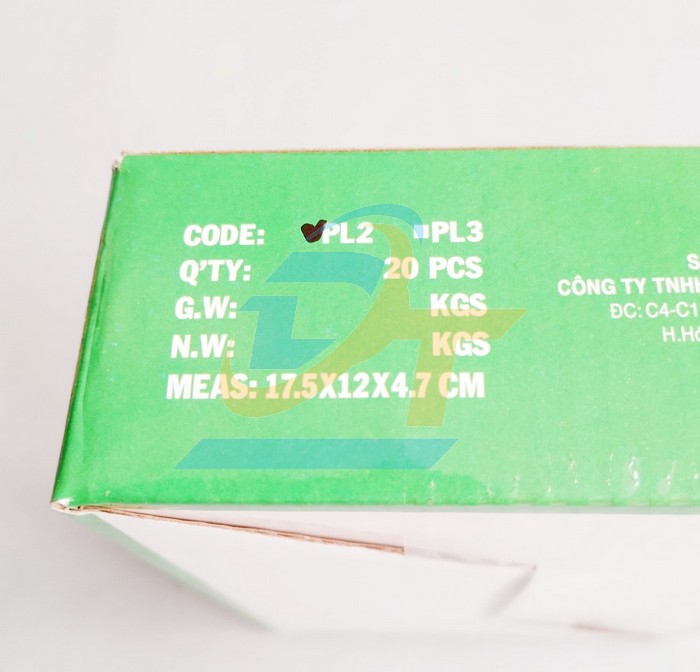 CODE: PL2 PL3
Q'TY: 20 PCS
G.W: KGS
N.W: KGS
MEAS: 17.5X12X4.7 CM
S
CÔNG TY TNHH
ĐC: C4-C1
H.Hó